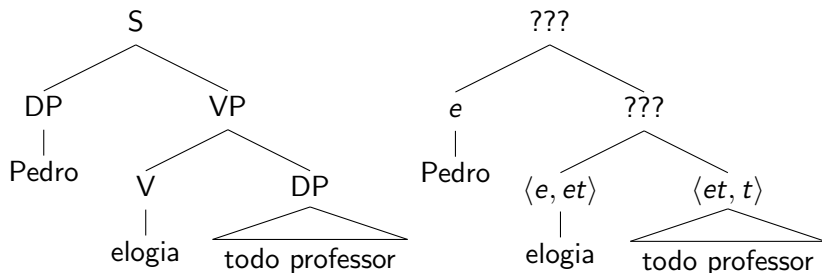 S ???
DP VP e ???
Pedro V DP Pedro ⟨e, et⟩ ⟨et, t⟩
elogia todo professor elogia todo professor